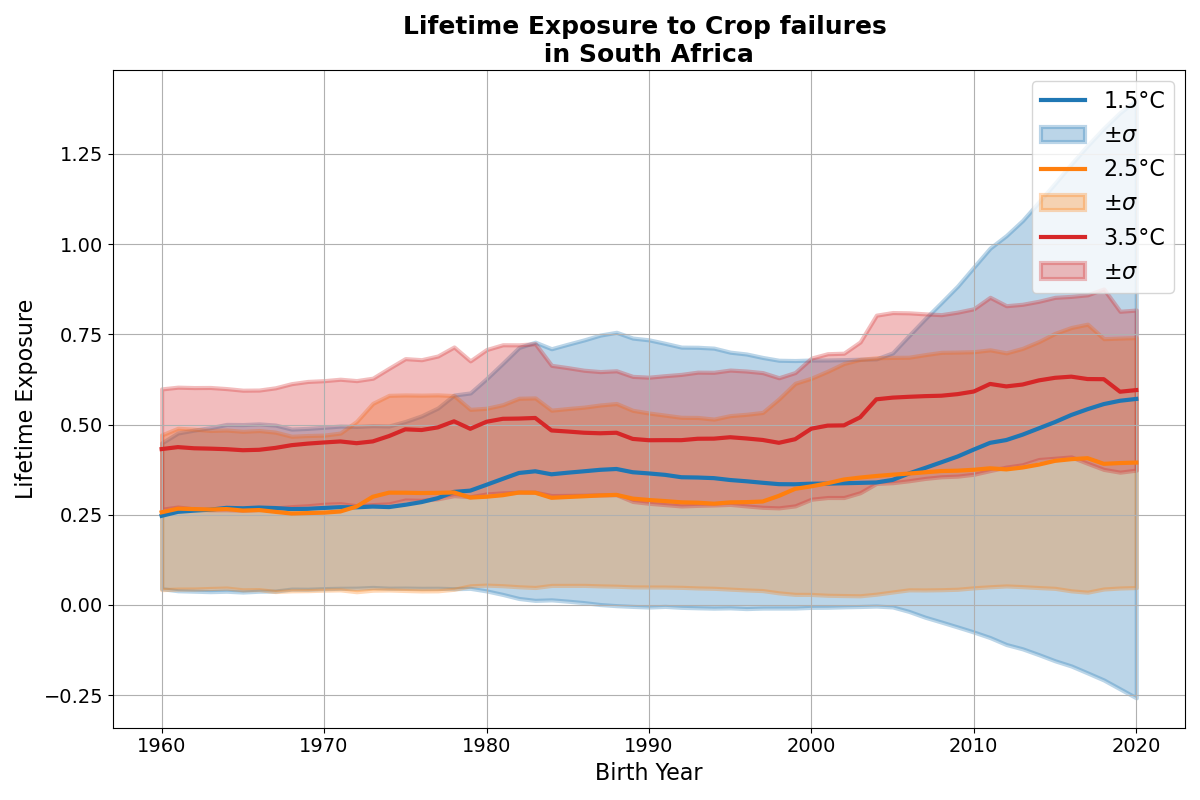 Lifetime Exposure to Crop failures
in South Africa
1.5°C
±σ
2.5°C
±σ
3.5°C
±σ
Lifetime Exposure
1.25
1.00
0.75
0.50
0.25
0.00
−0.25
1960 1970 1980 1990 2000 2010 2020
Birth Year